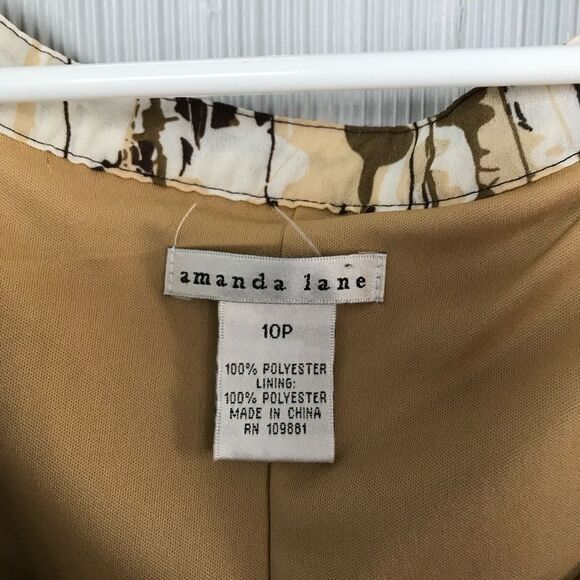 amanda lane
10P
100% POLYESTER
LINING:
100% POLYESTER
MADE IN CHINA
RN 109881